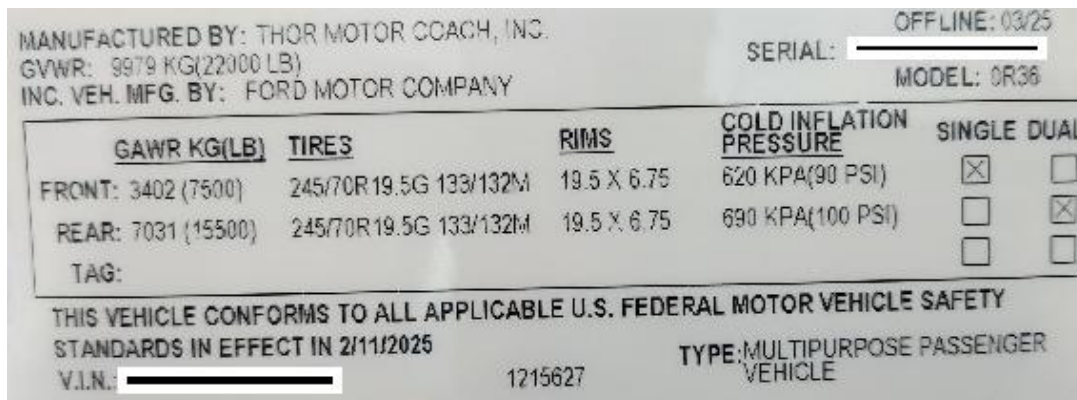 MANUFACTURED BY: THOR MOTOR COACH, INC.
OFFLINE: 03/25
GVWR: 9979 KG(22000 LB)
SERIAL:
INC. VEH. MFG. BY: FORD MOTOR COMPANY
MODEL: 0R36
GAWR KG(LB) TIRES RIMS COLD INFLATION PRESSURE SINGLE DUAL
FRONT: 3402 (7500) 245/70R19.5G 133/132M 19.5 X 6.75 620 KPA(90 PSI)
REAR: 7031 (15500) 245/70R19.5G 133/132M 19.5 X 6.75 690 KPA(100 PSI)
TAG:
THIS VEHICLE CONFORMS TO ALL APPLICABLE U.S. FEDERAL MOTOR VEHICLE SAFETY
STANDARDS IN EFFECT IN 2/11/2025
TYPE:MULTIPURPOSE PASSENGER VEHICLE
V.I.N.: 1215627